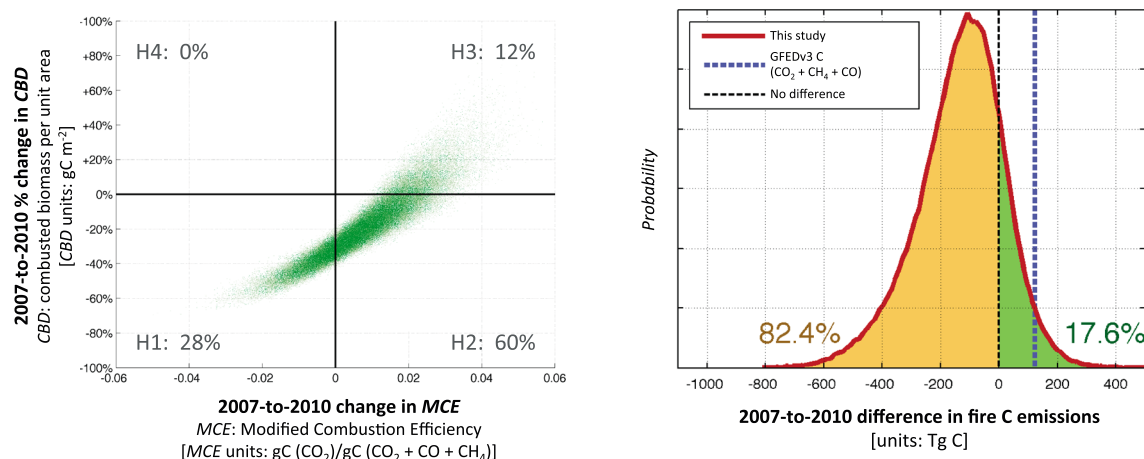 2007-to-2010 % change in CBD
CBD: combusted biomass per unit area
[CBD units: gC m⁻²]
-100%
+80%
+60%
+40%
+20%
0%
-20%
-40%
-60%
-80%
-100%
H4: 0%
H3: 12%
H1: 28%
H2: 60%
-0.06
-0.04
-0.02
0
0.02
0.04
0.06
2007-to-2010 change in MCE
MCE: Modified Combustion Efficiency
[MCE units: gC (CO₂)/gC (CO₂ + CO + CH₄)]
Probability
This study
GFEDv3 C
(CO₂ + CH₄ + CO)
No difference
82.4%
17.6%
-1000
-800
-600
-400
-200
0
200
400
2007-to-2010 difference in fire C emissions
[units: Tg C]